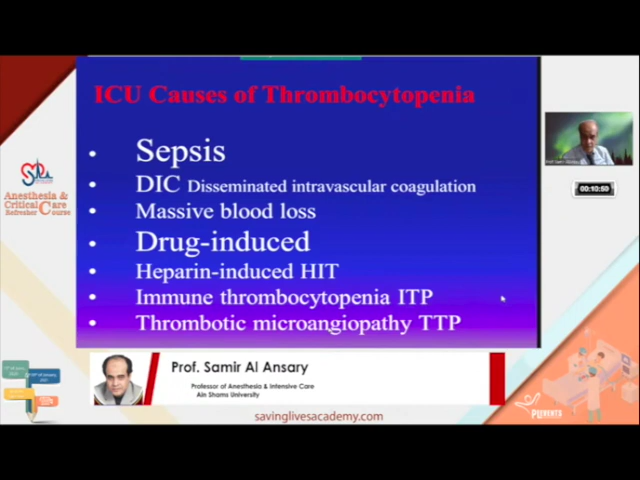 ICU Causes of Thrombocytopenia
• Sepsis
• DIC Disseminated intravascular coagulation
• Massive blood loss
• Drug-induced
• Heparin-induced HIT
• Immune thrombocytopenia ITP
• Thrombotic microangiopathy TTP
Anesthesia &
Critical Care
Refresher Course
00:10:50
Prof. Samir Al Ansary
Professor of Anesthesia & Intensive Care
Ain Shams University
savinglivesacademy.com